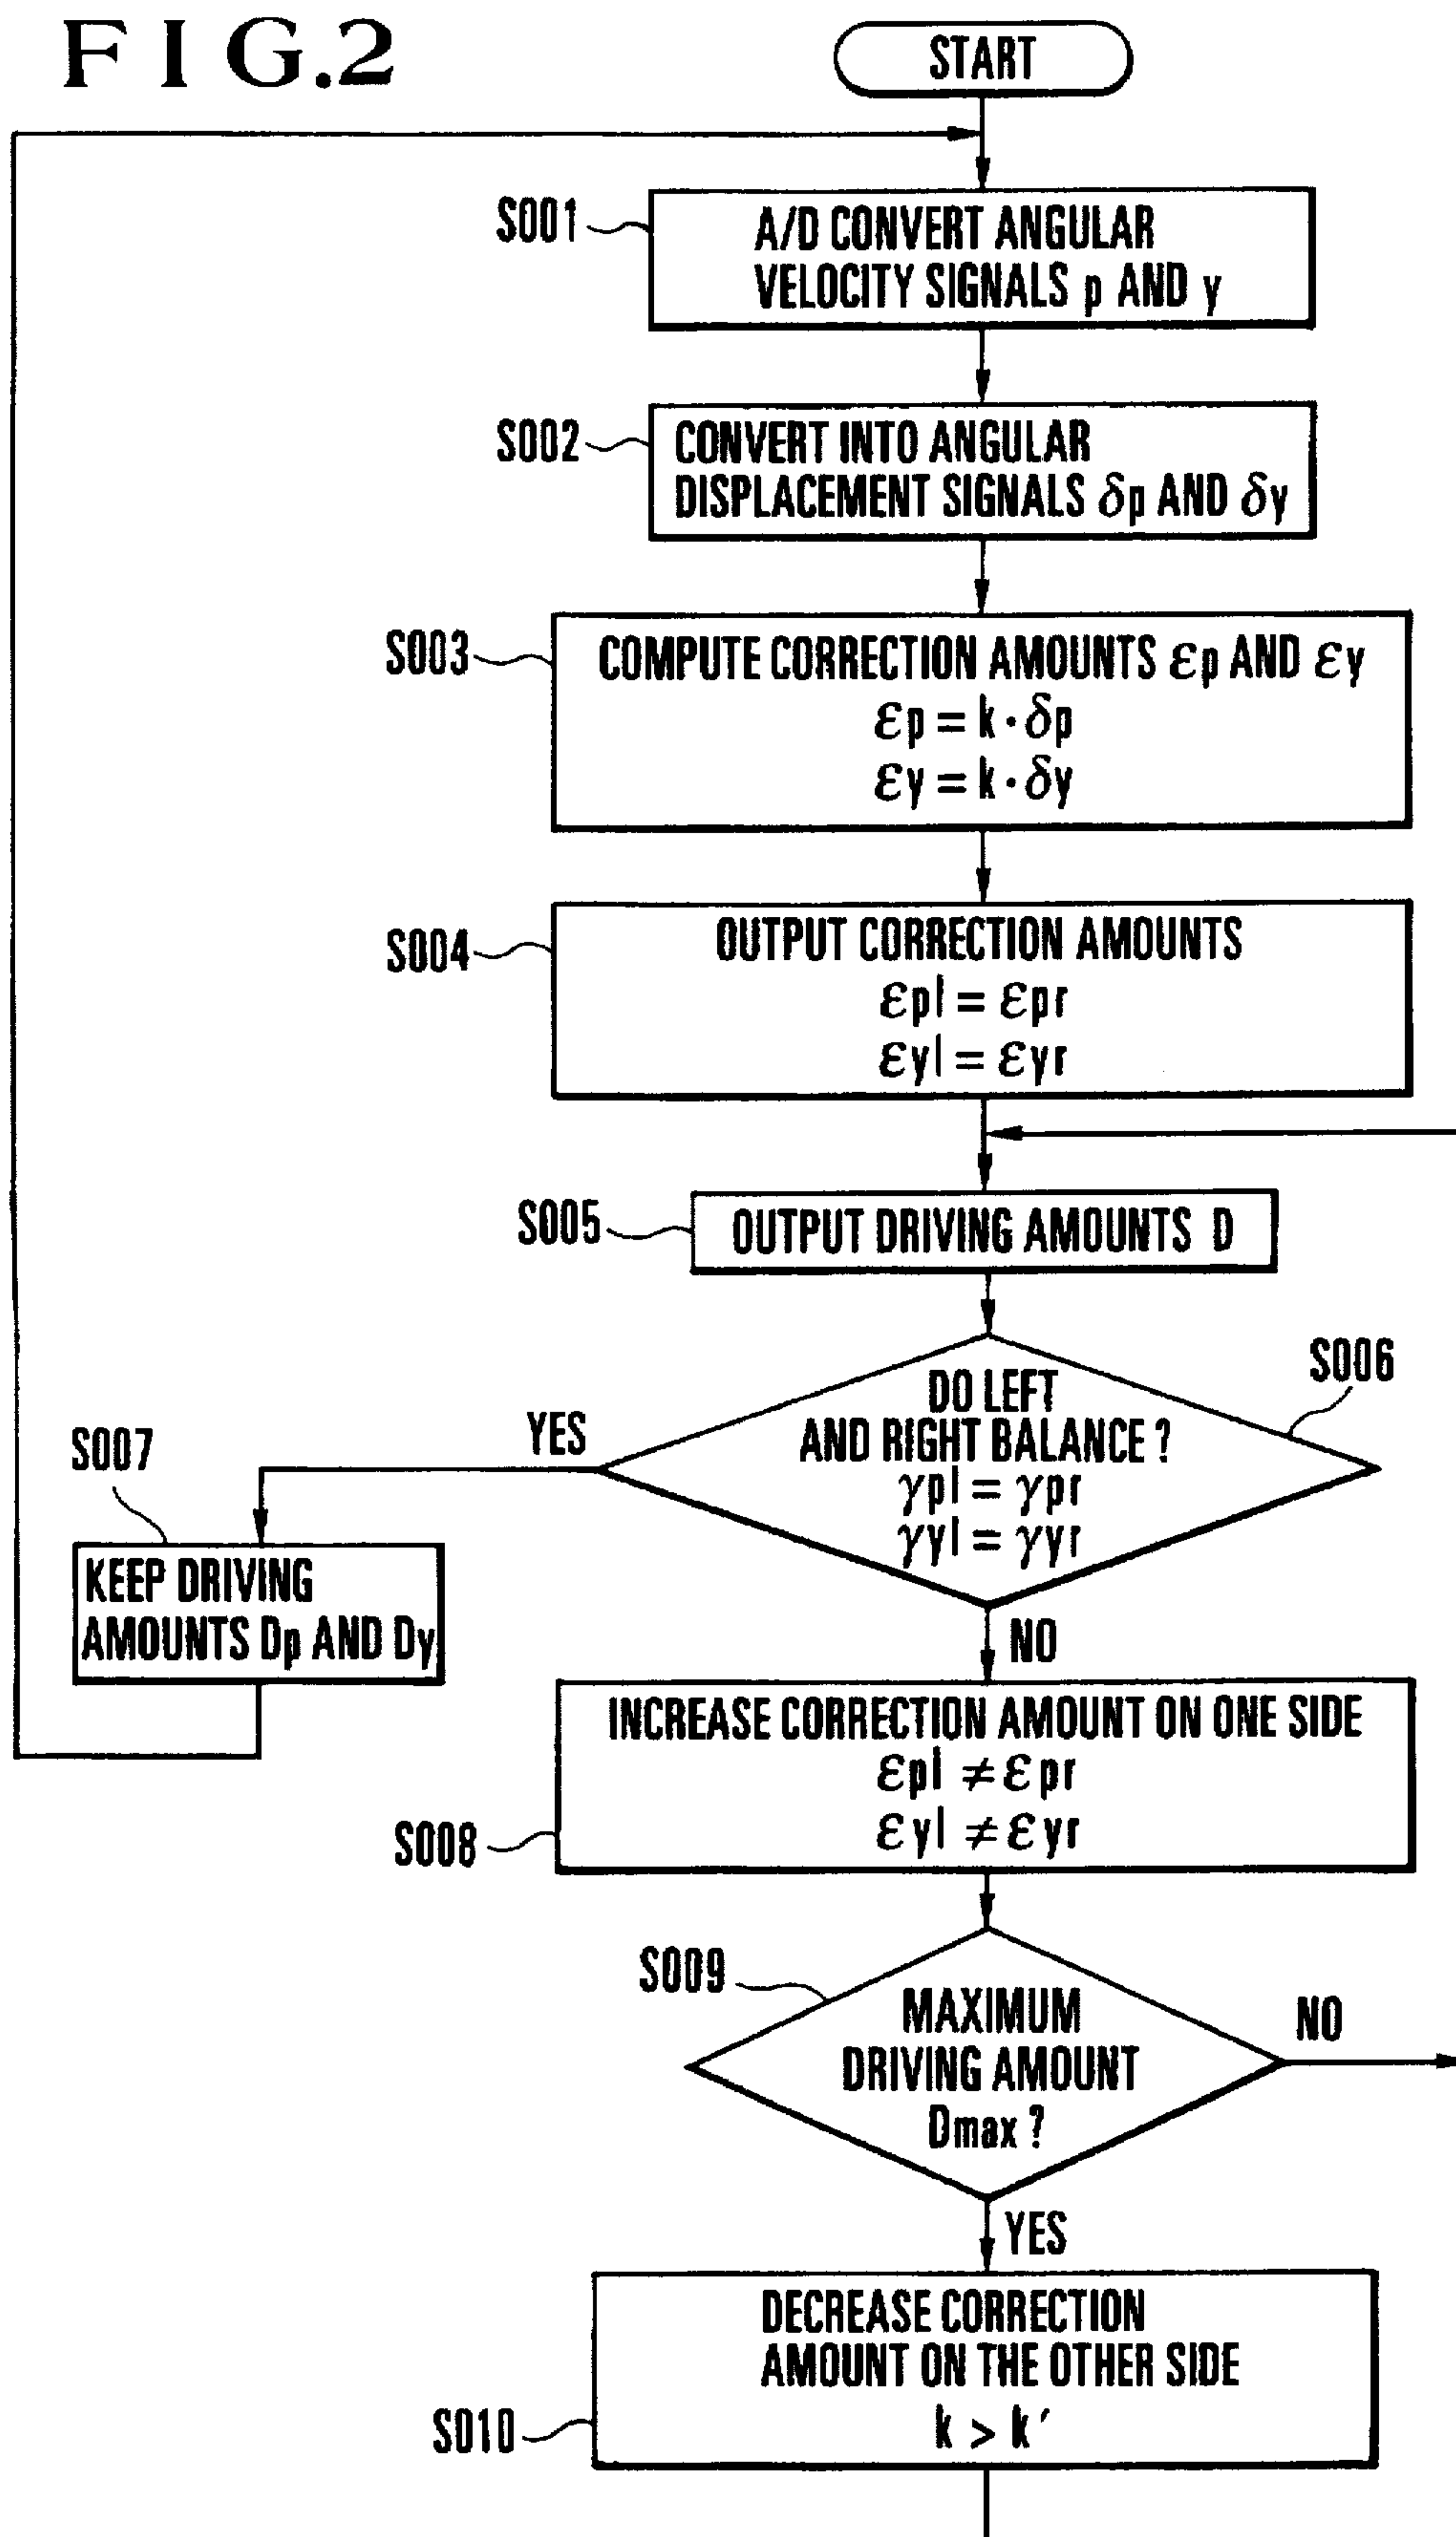 FIG.2
START
S001
A/D CONVERT ANGULAR
VELOCITY SIGNALS p AND y
S002
CONVERT INTO ANGULAR
DISPLACEMENT SIGNALS δp AND δy
S003
COMPUTE CORRECTION AMOUNTS εp AND εy
εp = k・δp
εy = k・δy
S004
OUTPUT CORRECTION AMOUNTS
εpl = εpr
εyl = εyr
S005
OUTPUT DRIVING AMOUNTS D
S006
DO LEFT
AND RIGHT BALANCE ?
γpl = γpr
γyl = γyr
YES
S007
KEEP DRIVING
AMOUNTS Dp AND Dy
NO
INCREASE CORRECTION AMOUNT ON ONE SIDE
εpl ≠ εpr
εyl ≠ εyr
S008
S009
MAXIMUM
DRIVING AMOUNT
Dmax ?
NO
YES
DECREASE CORRECTION
AMOUNT ON THE OTHER SIDE
k > k′
S010